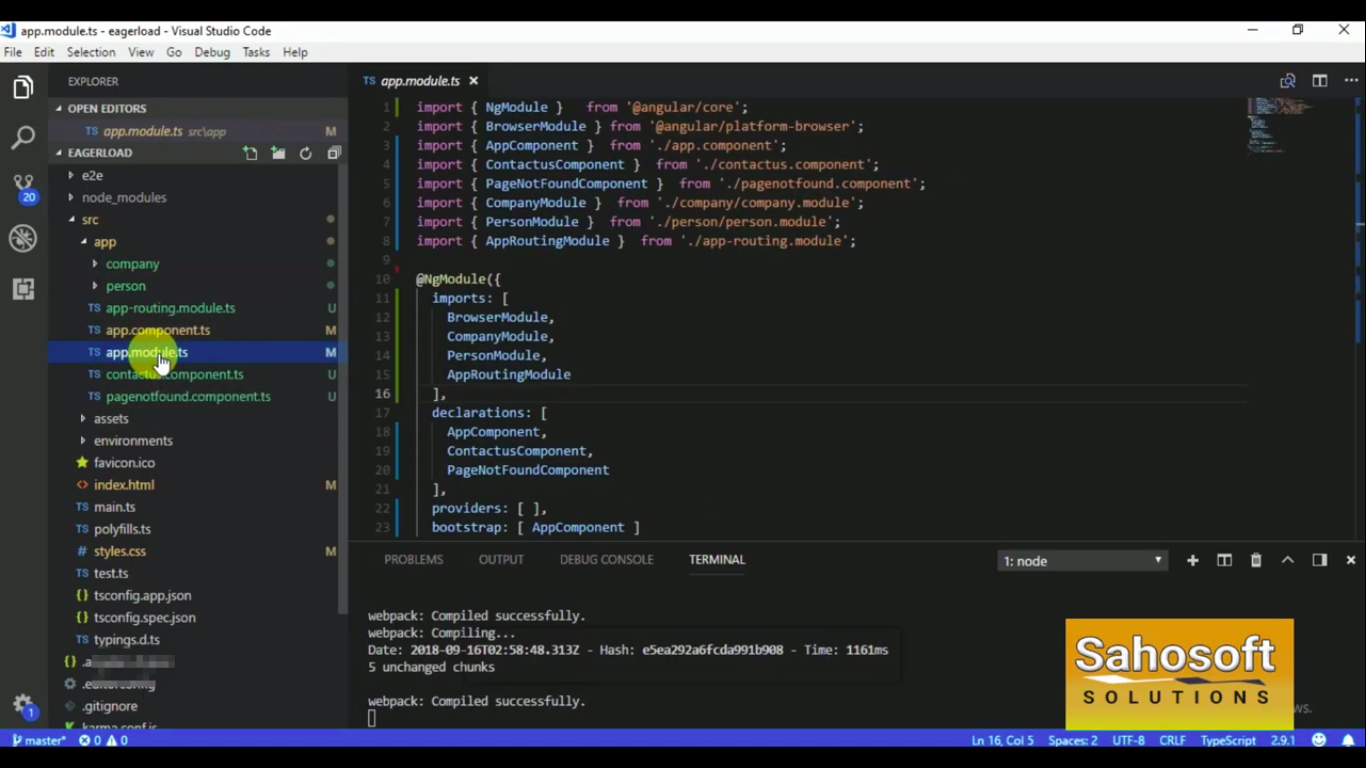 app.module.ts - eagerload - Visual Studio Code
File Edit Selection View Go Debug Tasks Help
EXPLORER
OPEN EDITORS
TS app.module.ts src\app M
EAGERLOAD
e2e
node_modules
src
app
company
person
TS app-routing.module.ts U
TS app.component.ts M
TS app.module.ts M
TS contactus.component.ts U
TS pagenotfound.component.ts U
assets
environments
favicon.ico
index.html M
TS main.ts
TS polyfills.ts
# styles.css M
TS test.ts
{} tsconfig.app.json
{} tsconfig.spec.json
TS typings.d.ts
.editorconfig
.gitignore
karma.conf.js
20
1
TS app.module.ts
1 import { NgModule } from '@angular/core';
2 import { BrowserModule } from '@angular/platform-browser';
3 import { AppComponent } from './app.component';
4 import { ContactusComponent } from './contactus.component';
5 import { PageNotFoundComponent } from './pagenotfound.component';
6 import { CompanyModule } from './company/company.module';
7 import { PersonModule } from './person/person.module';
8 import { AppRoutingModule } from './app-routing.module';
9
10 @NgModule({
11 imports: [
12 BrowserModule,
13 CompanyModule,
14 PersonModule,
15 AppRoutingModule
16 ],
17 declarations: [
18 AppComponent,
19 ContactusComponent,
20 PageNotFoundComponent
21 ],
22 providers: [ ],
23 bootstrap: [ AppComponent ]
PROBLEMS OUTPUT DEBUG CONSOLE TERMINAL 1: node
webpack: Compiled successfully.
webpack: Compiling...
Date: 2018-09-16T02:58:48.313Z - Hash: e5ea292a6fcda991b908 - Time: 1161ms
5 unchanged chunks
webpack: Compiled successfully.
Sahosoft
SOLUTIONS
ws.
master* 0 0 Ln 16, Col 5 Spaces: 2 UTF-8 CRLF TypeScript 2.9.1